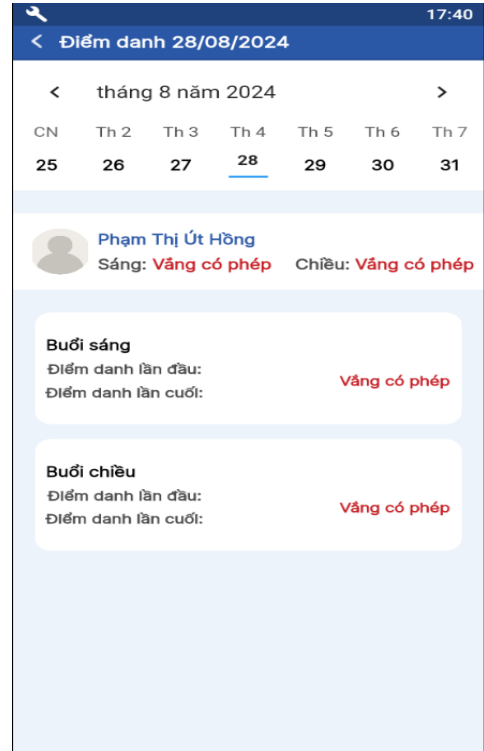 17:40
Điểm danh 28/08/2024
tháng 8 năm 2024
CN Th 2 Th 3 Th 4 Th 5 Th 6 Th 7
25 26 27 28 29 30 31
Phạm Thị Út Hồng
Sáng: Vắng có phép Chiều: Vắng có phép
Buổi sáng
Điểm danh lần đầu:
Điểm danh lần cuối:
Vắng có phép
Buổi chiều
Điểm danh lần đầu:
Điểm danh lần cuối:
Vắng có phép